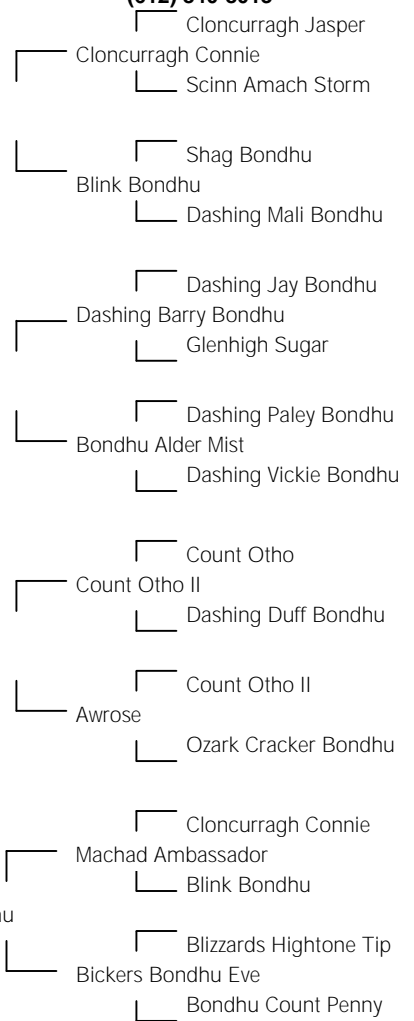 Cloncurragh Jasper
Cloncurragh Connie
Scinn Amach Storm
Shag Bondhu
Blink Bondhu
Dashing Mali Bondhu
Dashing Jay Bondhu
Dashing Barry Bondhu
Glenhigh Sugar
Dashing Paley Bondhu
Bondhu Alder Mist
Dashing Vickie Bondhu
Count Otho
Count Otho II
Dashing Duff Bondhu
Count Otho II
Awrose
Ozark Cracker Bondhu
Cloncurragh Connie
Machad Ambassador
Blink Bondhu
Blizzards Hightone Tip
Bickers Bondhu Eve
Bondhu Count Penny